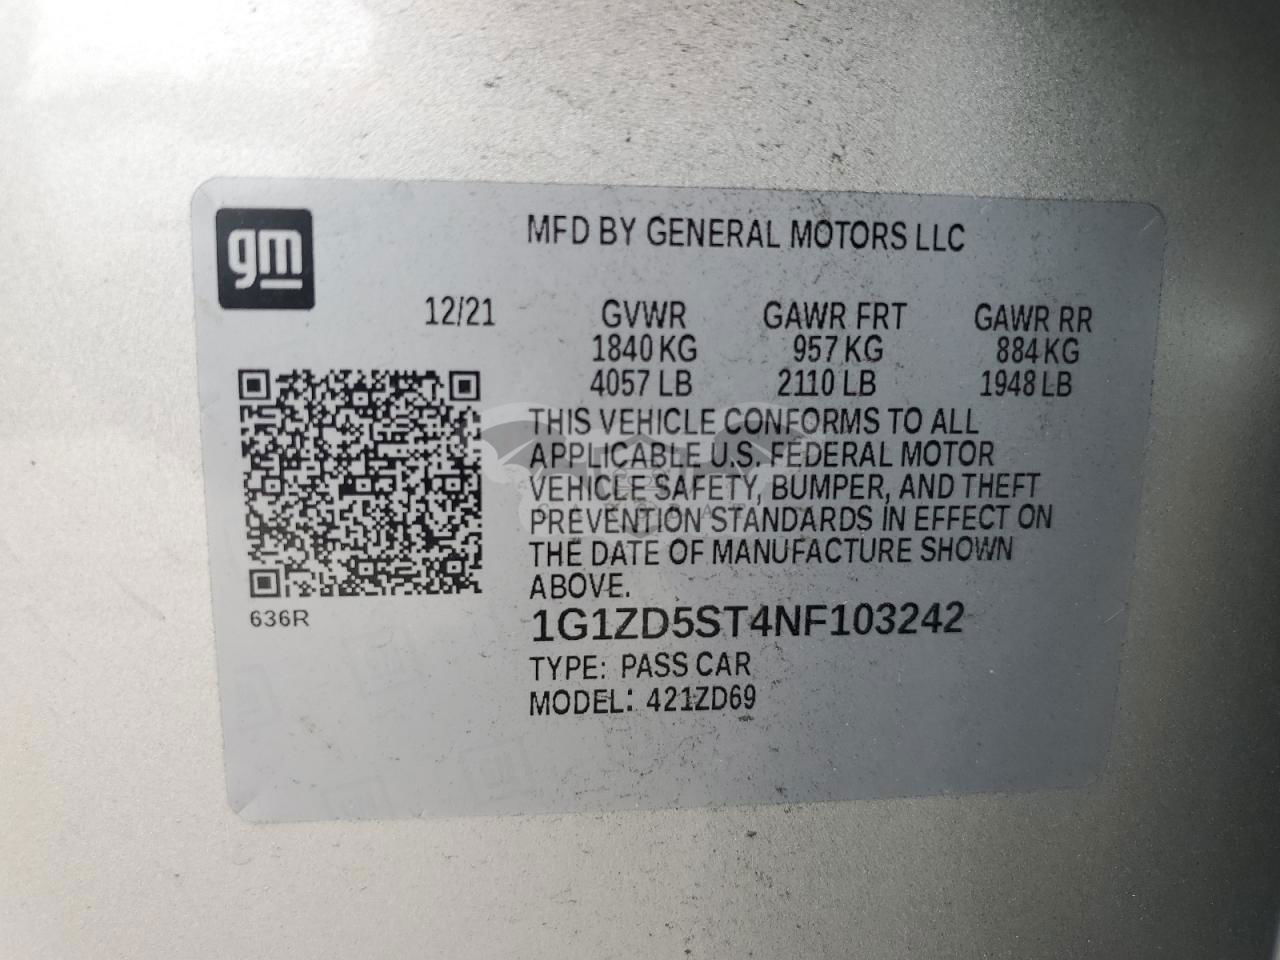 gm
MFD BY GENERAL MOTORS LLC
12/21 GVWR GAWR FRT GAWR RR
1840 KG 957 KG 884 KG
4057 LB 2110 LB 1948 LB
THIS VEHICLE CONFORMS TO ALL
APPLICABLE U.S. FEDERAL MOTOR
VEHICLE SAFETY, BUMPER, AND THEFT
PREVENTION STANDARDS IN EFFECT ON
THE DATE OF MANUFACTURE SHOWN
ABOVE.
636R
1G1ZD5ST4NF103242
TYPE: PASS CAR
MODEL: 421ZD69